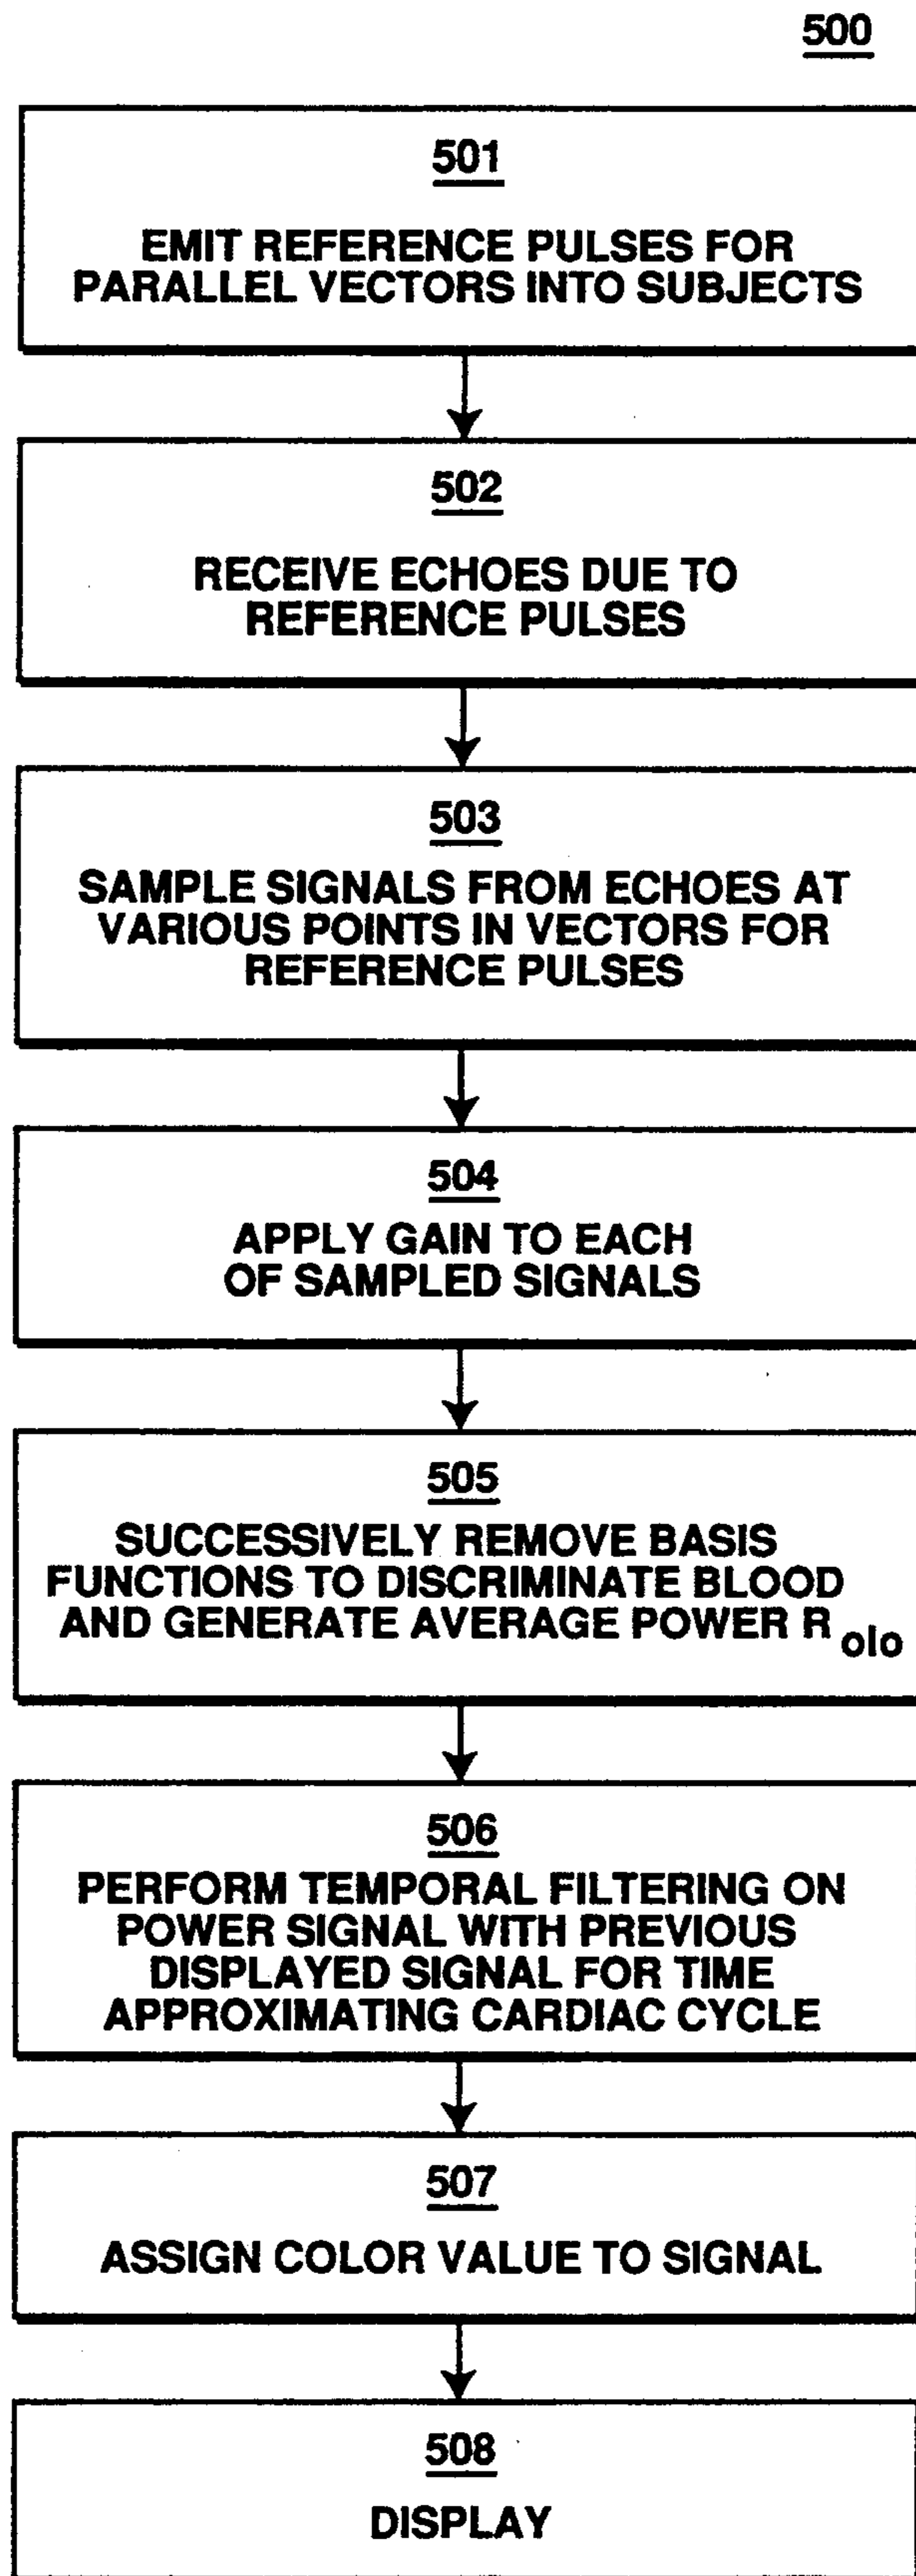 500
501
EMIT REFERENCE PULSES FOR
PARALLEL VECTORS INTO SUBJECTS
502
RECEIVE ECHOES DUE TO
REFERENCE PULSES
503
SAMPLE SIGNALS FROM ECHOES AT
VARIOUS POINTS IN VECTORS FOR
REFERENCE PULSES
504
APPLY GAIN TO EACH
OF SAMPLED SIGNALS
505
SUCCESSIVELY REMOVE BASIS
FUNCTIONS TO DISCRIMINATE BLOOD
AND GENERATE AVERAGE POWER R olo
506
PERFORM TEMPORAL FILTERING ON
POWER SIGNAL WITH PREVIOUS
DISPLAYED SIGNAL FOR TIME
APPROXIMATING CARDIAC CYCLE
507
ASSIGN COLOR VALUE TO SIGNAL
508
DISPLAY